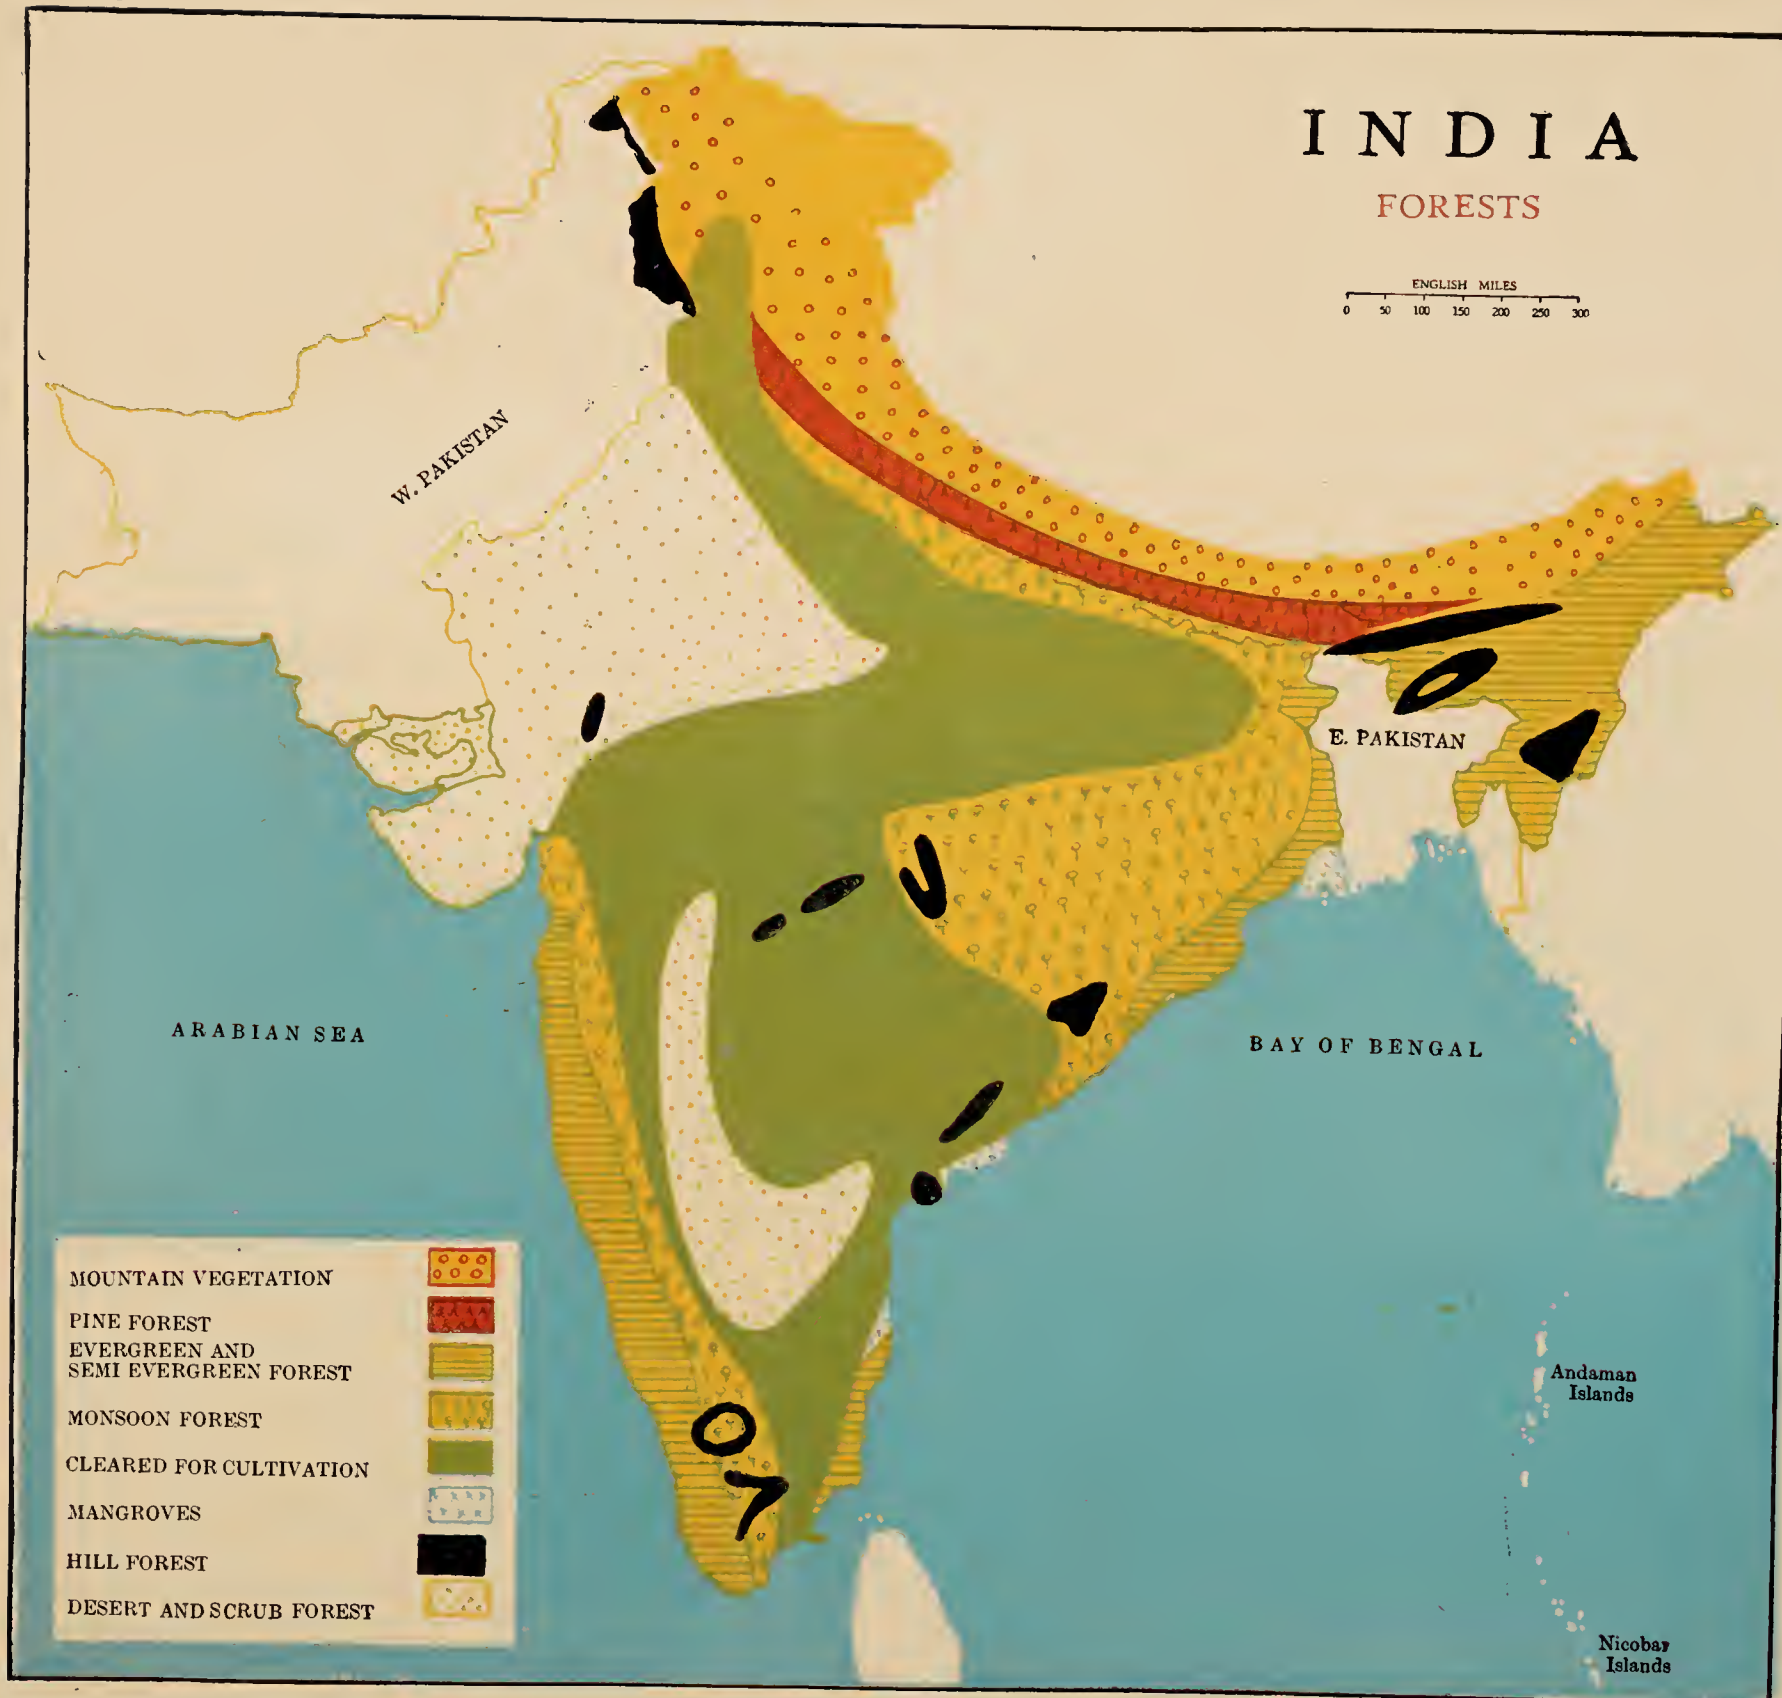 INDIA
FORESTS
ENGLISH MILES
0 50 100 150 200 250 300
W. PAKISTAN
E. PAKISTAN
ARABIAN SEA
BAY OF BENGAL
Andaman
Islands
Nicobar
Islands
MOUNTAIN VEGETATION
PINE FOREST
EVERGREEN AND
SEMI EVERGREEN FOREST
MONSOON FOREST
CLEARED FOR CULTIVATION
MANGROVES
HILL FOREST
DESERT AND SCRUB FOREST